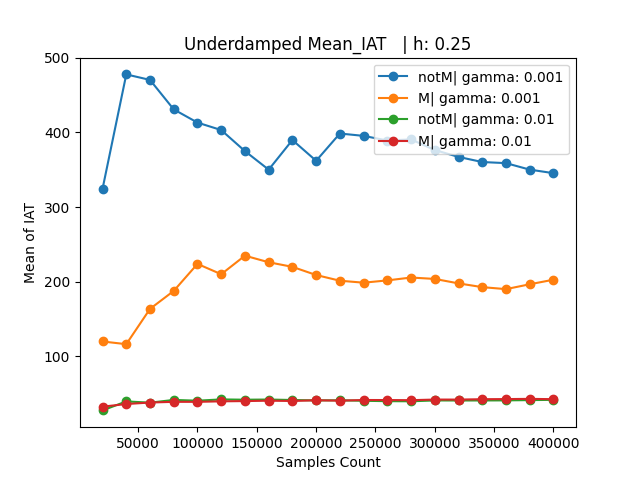 Underdamped Mean_IAT   | h: 0.25
notM| gamma: 0.001
M| gamma: 0.001
notM| gamma: 0.01
M| gamma: 0.01
Mean of IAT
500
400
300
200
100
50000 100000 150000 200000 250000 300000 350000 400000
Samples Count